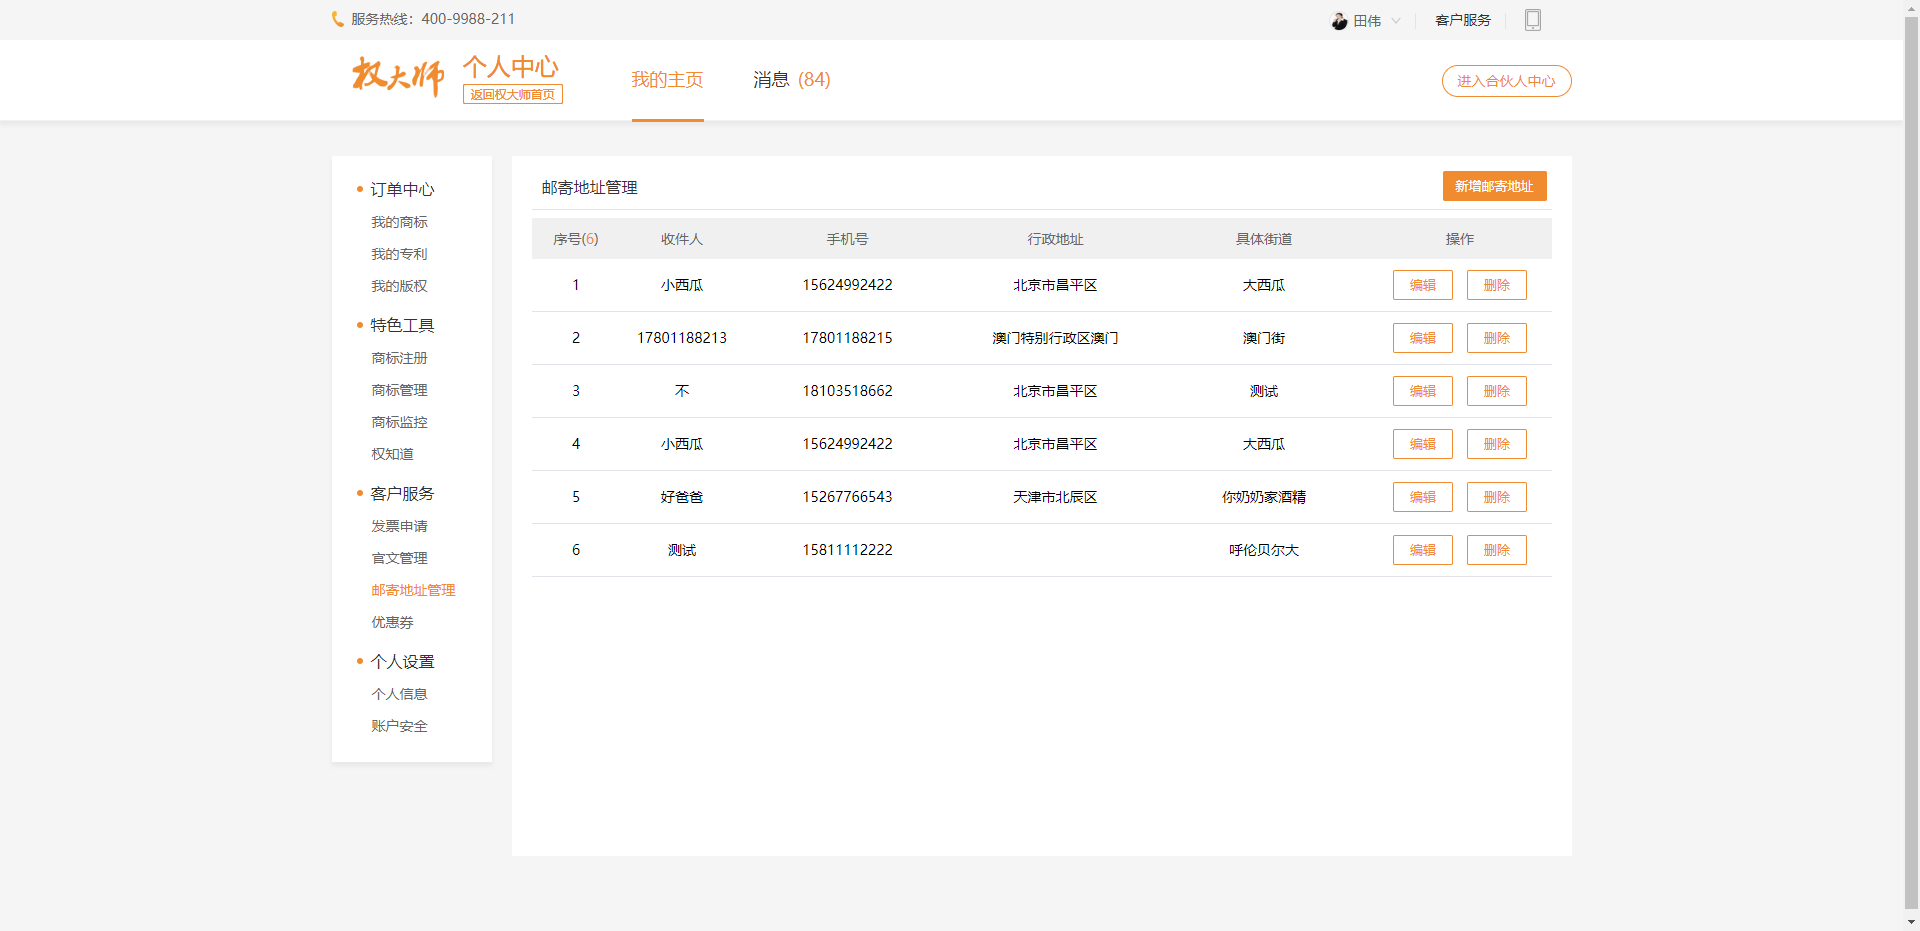 服务热线：400-9988-211
田伟
客户服务
权大师
个人中心
返回权大师首页
我的主页
消息 (84)
进入合伙人中心
订单中心
我的商标
我的专利
我的版权
特色工具
商标注册
商标管理
商标监控
权知道
客户服务
发票申请
官文管理
邮寄地址管理
优惠券
个人设置
个人信息
账户安全
邮寄地址管理
新增邮寄地址
序号(6) 收件人 手机号 行政地址 具体街道 操作
1 小西瓜 15624992422 北京市昌平区 大西瓜 编辑 删除
2 17801188213 17801188215 澳门特别行政区澳门 澳门街 编辑 删除
3 不 18103518662 北京市昌平区 测试 编辑 删除
4 小西瓜 15624992422 北京市昌平区 大西瓜 编辑 删除
5 好爸爸 15267766543 天津市北辰区 你奶奶家酒精 编辑 删除
6 测试 15811112222 呼伦贝尔大 编辑 删除